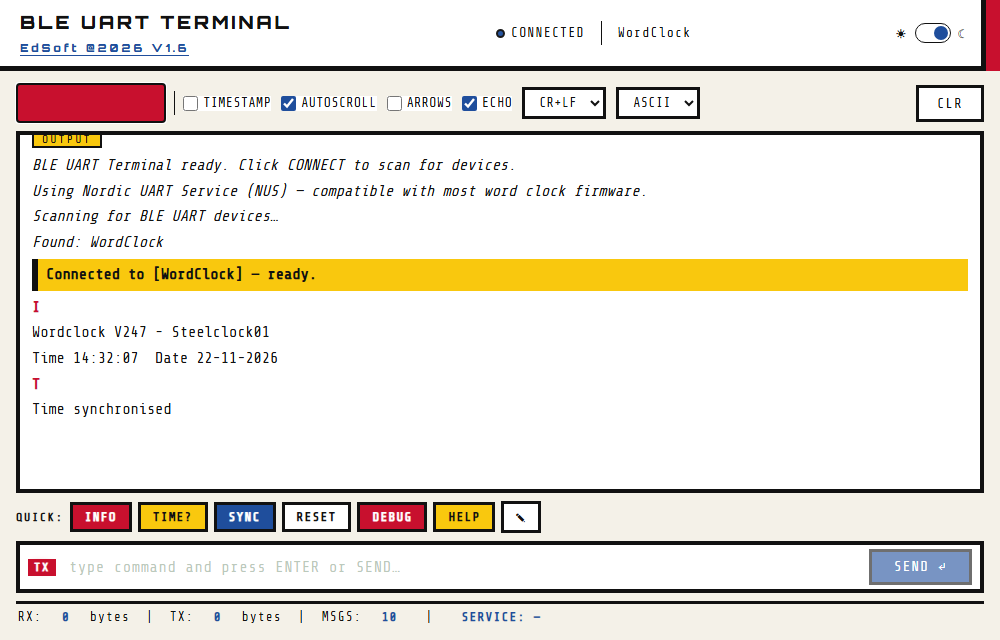 BLE UART TERMINAL
EdSoft @2026 V1.6
CONNECTED WordClock
TIMESTAMP AUTOSCROLL ARROWS ECHO CR+LF ASCII CLR
OUTPUT
BLE UART Terminal ready. Click CONNECT to scan for devices.
Using Nordic UART Service (NUS) — compatible with most word clock firmware.
Scanning for BLE UART devices…
Found: WordClock
Connected to [WordClock] — ready.
I
Wordclock V247 - Steelclock01
Time 14:32:07  Date 22-11-2026
T
Time synchronised
QUICK: INFO TIME? SYNC RESET DEBUG HELP
TX type command and press ENTER or SEND… SEND ↲
RX: 0 bytes | TX: 0 bytes | MSGS: 10 | SERVICE: —